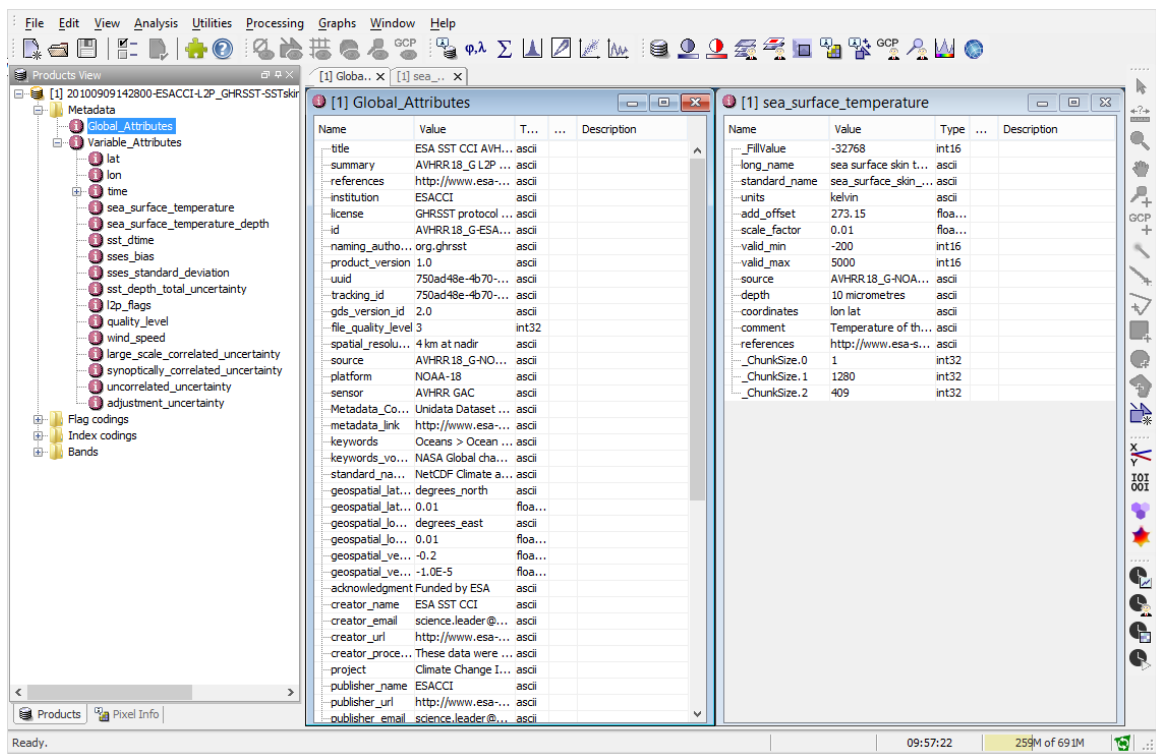 File Edit View Analysis Utilities Processing Graphs Window Help
GCP φ,λ Σ GCP
Products View
[1] Globa.. X [1] sea_.. X
[1] 20100909142800-ESACCI-L2P_GHRSST-SSTskin
Metadata
Global_Attributes
Variable_Attributes
lat
lon
time
sea_surface_temperature
sea_surface_temperature_depth
sst_dtime
sses_bias
sses_standard_deviation
sst_depth_total_uncertainty
l2p_flags
quality_level
wind_speed
large_scale_correlated_uncertainty
synoptically_correlated_uncertainty
uncorrelated_uncertainty
adjustment_uncertainty
Flag codings
Index codings
Bands
Products Pixel Info
[1] Global_Attributes
Name Value T... ... Description
title ESA SST CCI AVH... ascii
summary AVHRR18_G L2P ... ascii
references http://www.esa-... ascii
institution ESACCI ascii
license GHRSST protocol ... ascii
id AVHRR18_G-ESA... ascii
naming_autho... org.ghrsst ascii
product_version 1.0 ascii
uuid 750ad48e-4b70-... ascii
tracking_id 750ad48e-4b70-... ascii
gds_version_id 2.0 ascii
file_quality_level 3 int32
spatial_resolu... 4 km at nadir ascii
source AVHRR18_G-NO... ascii
platform NOAA-18 ascii
sensor AVHRR GAC ascii
Metadata_Co... Unidata Dataset ... ascii
metadata_link http://www.esa-... ascii
keywords Oceans > Ocean ... ascii
keywords_vo... NASA Global cha... ascii
standard_na... NetCDF Climate a... ascii
geospatial_lat... degrees_north ascii
geospatial_lat... 0.01 floa...
geospatial_lo... degrees_east ascii
geospatial_lo... 0.01 floa...
geospatial_ve... -0.2 floa...
geospatial_ve... -1.0E-5 floa...
acknowledgment Funded by ESA ascii
creator_name ESA SST CCI ascii
creator_email science.leader@... ascii
creator_url http://www.esa-... ascii
creator_proce... These data were ... ascii
project Climate Change I... ascii
publisher_name ESACCI ascii
publisher_url http://www.esa-... ascii
publisher_email science.leader@... ascii
[1] sea_surface_temperature
Name Value Type ... Description
_FillValue -32768 int16
long_name sea surface skin t... ascii
standard_name sea_surface_skin_... ascii
units kelvin ascii
add_offset 273.15 floa...
scale_factor 0.01 floa...
valid_min -200 int16
valid_max 5000 int16
source AVHRR18_G-NOA... ascii
depth 10 micrometres ascii
coordinates lon lat ascii
comment Temperature of th... ascii
references http://www.esa-s... ascii
_ChunkSize.0 1 int32
_ChunkSize.1 1280 int32
_ChunkSize.2 409 int32
GCP
X
Y
IOI
OOI
Ready. 09:57:22 259M of 691M